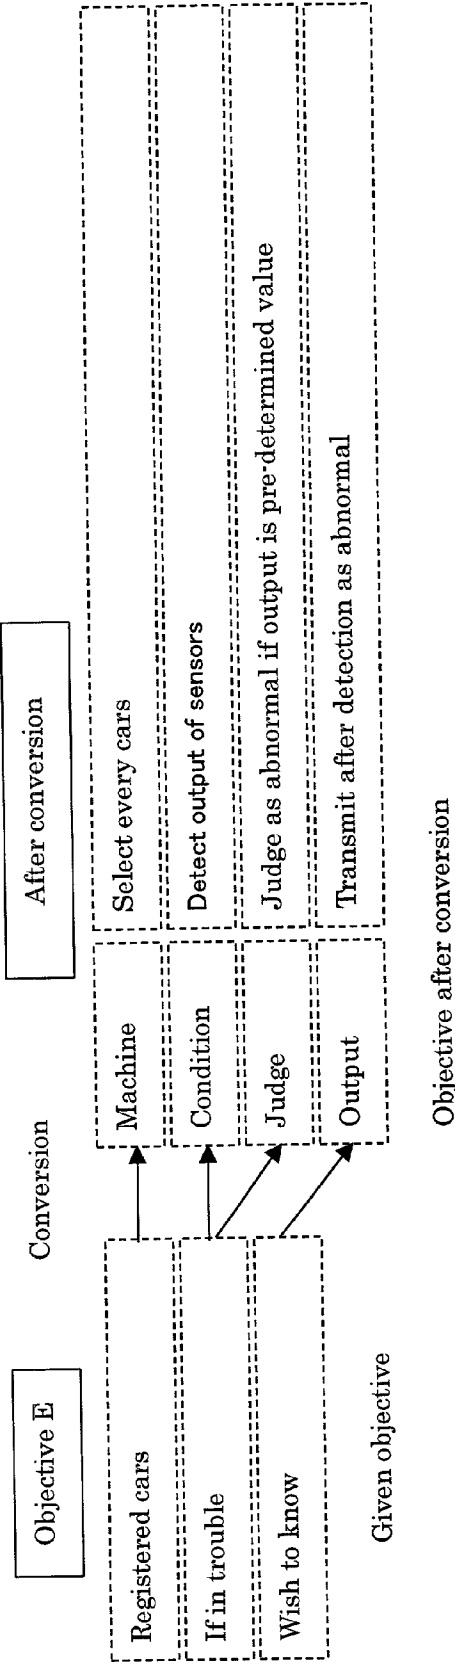 Objective E
Conversion
After conversion
Registered cars
Machine
Select every cars
If in trouble
Condition
Detect output of sensors
Wish to know
Judge
Judge as abnormal if output is pre-determined value
Output
Transmit after detection as abnormal
Given objective
Objective after conversion